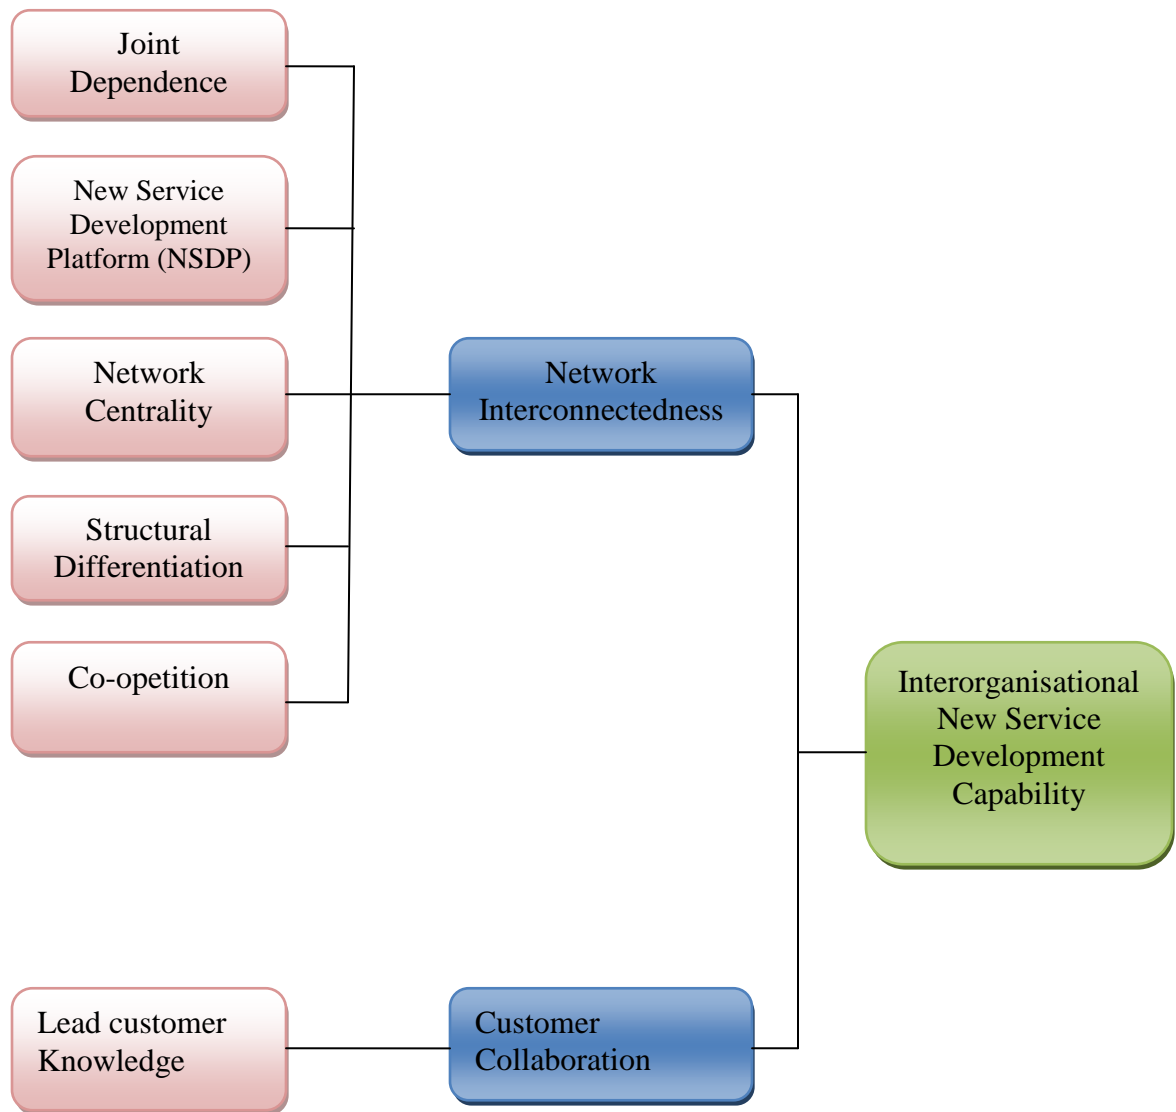 Joint
Dependence
New Service
Development
Platform (NSDP)
Network
Centrality
Structural
Differentiation
Co-opetition
Lead customer
Knowledge
Network
Interconnectedness
Customer
Collaboration
Interorganisational
New Service
Development
Capability